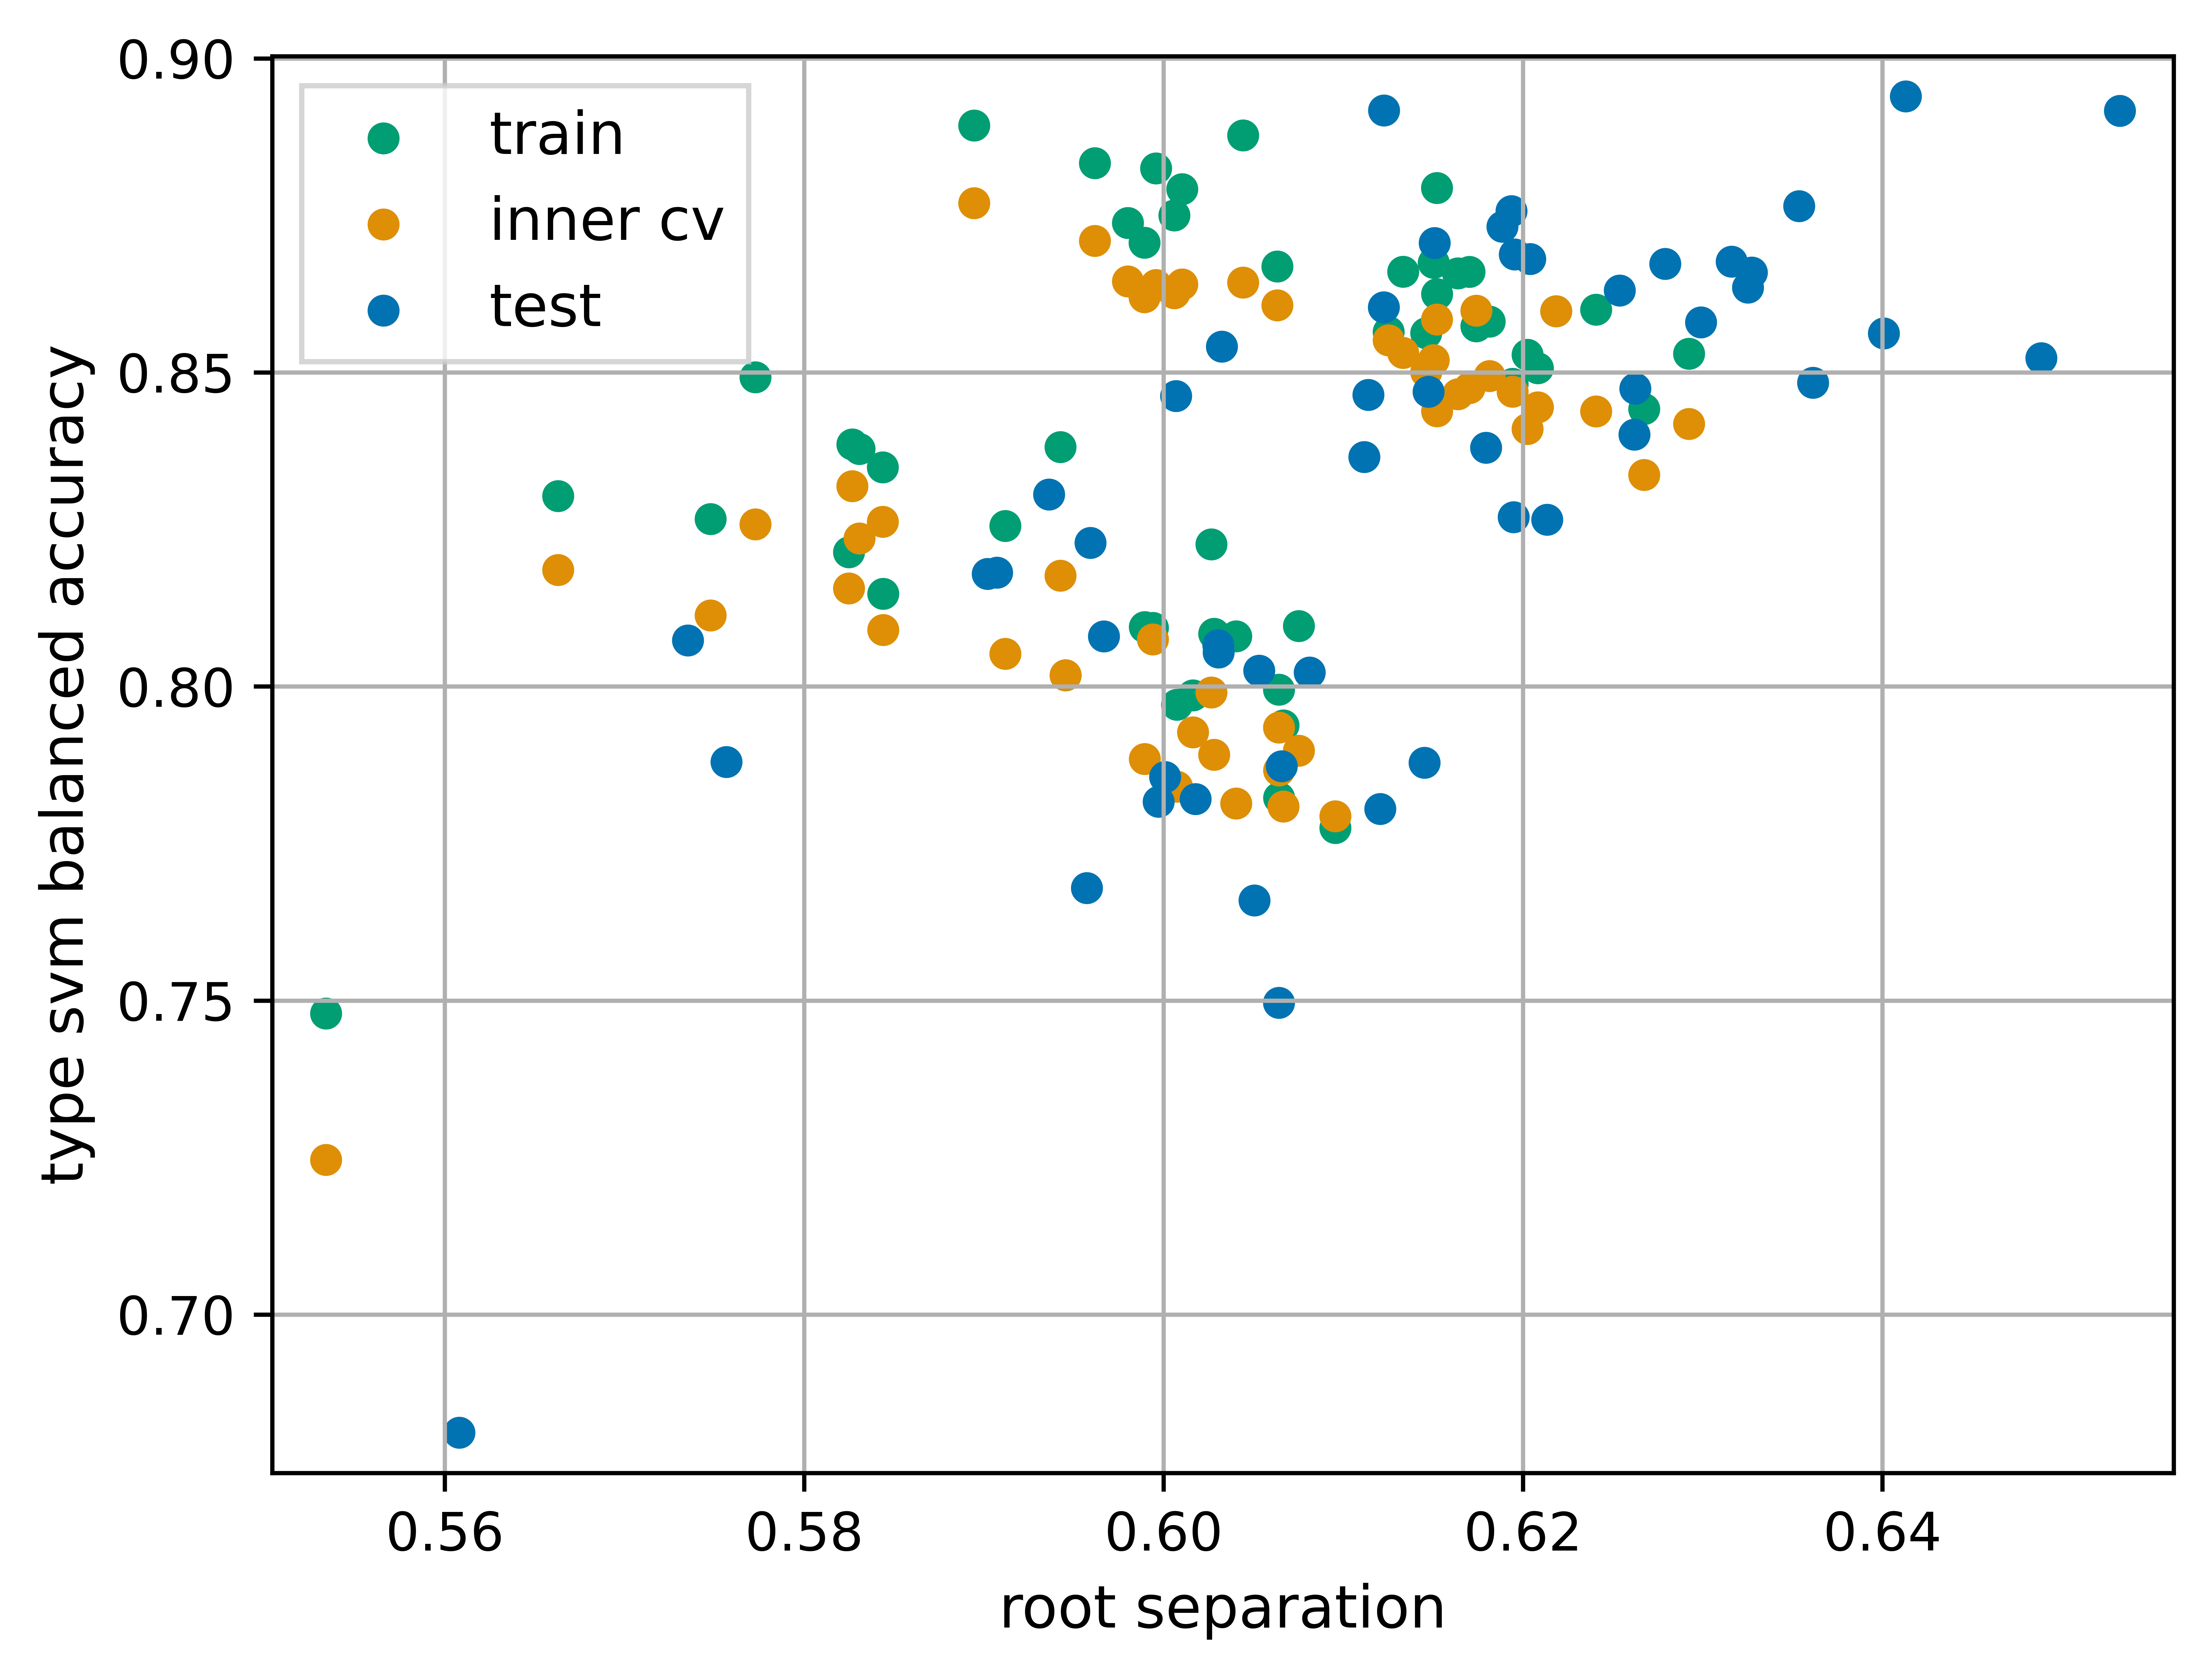 0.90
train
inner cv
test
0.85
0.80
0.75
0.70
type svm balanced accuracy
0.56 0.58 0.60 0.62 0.64
root separation